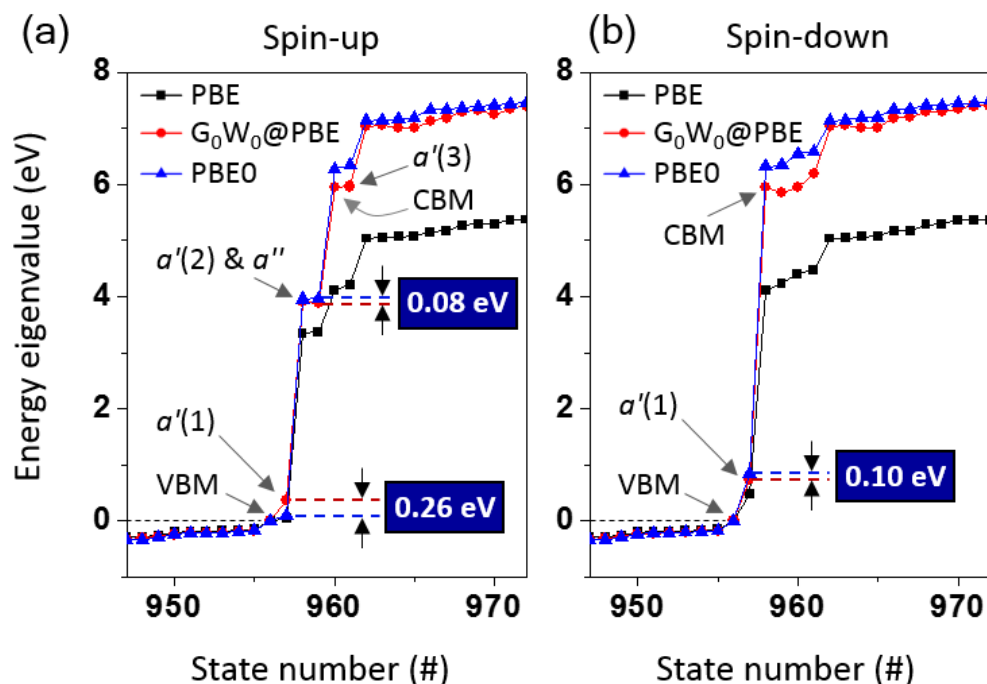 (a)
Spin-up
(b)
Spin-down
Energy eigenvalue (eV)
8
6
4
2
0
PBE
G₀W₀@PBE
PBE0
a'(3)
CBM
a'(2) & a''
0.08 eV
a'(1)
VBM
0.26 eV
950
960
970
State number (#)
8
6
4
2
0
PBE
G₀W₀@PBE
PBE0
CBM
a'(1)
VBM
0.10 eV
950
960
970
State number (#)